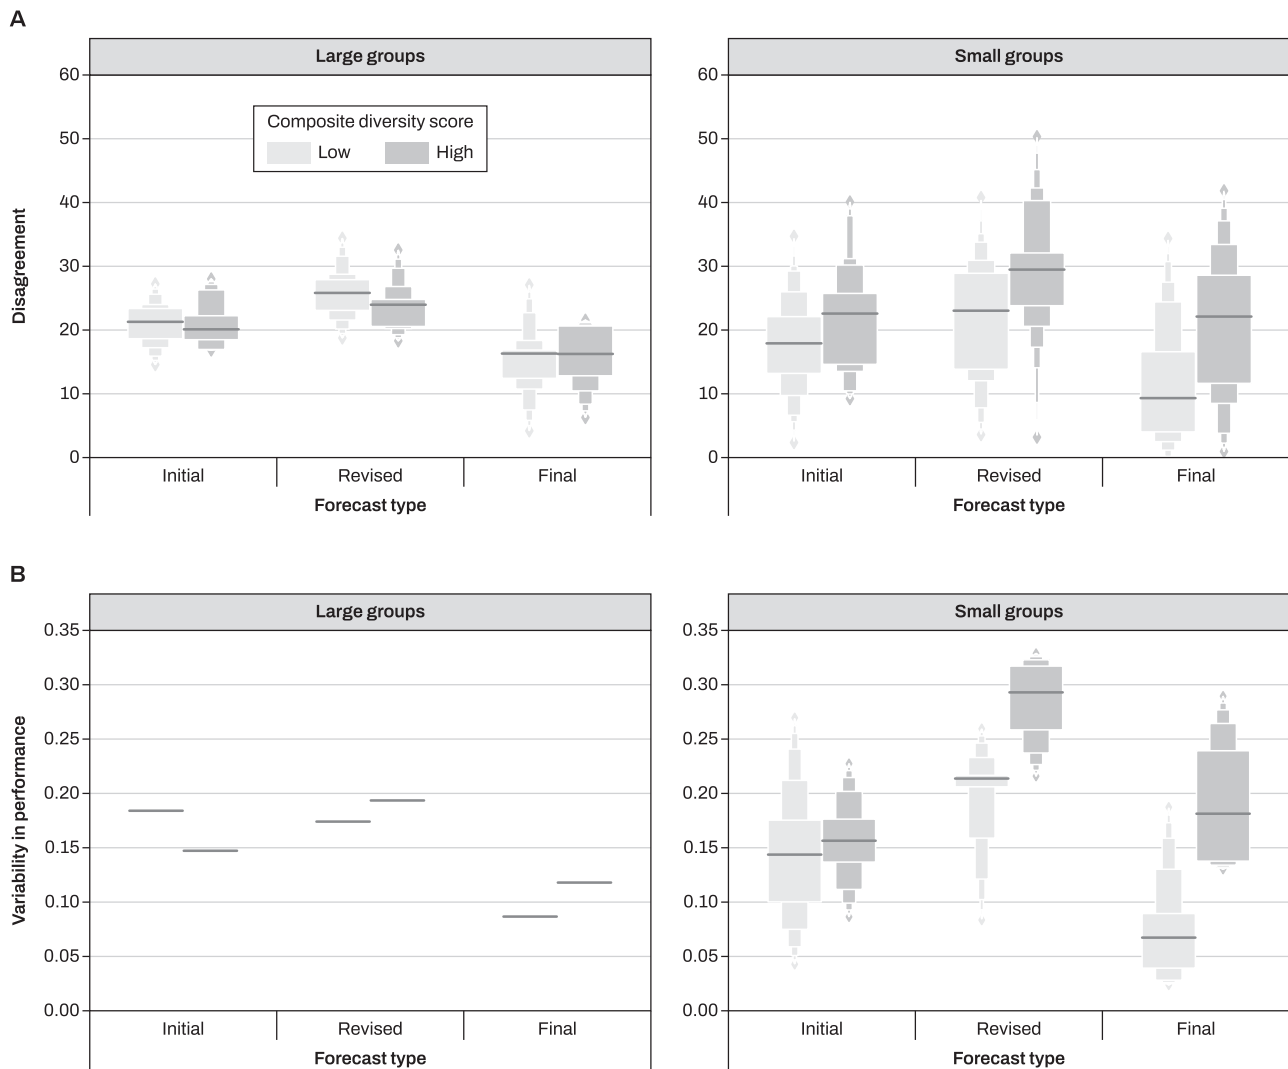 A
Large groups
Small groups
60
50
40
30
20
10
0
Disagreement
Composite diversity score
Low High
Initial Revised Final
Forecast type
60
50
40
30
20
10
0
Initial Revised Final
Forecast type
B
Large groups
Small groups
0.35
0.30
0.25
0.20
0.15
0.10
0.05
0.00
Variability in performance
Initial Revised Final
Forecast type
0.35
0.30
0.25
0.20
0.15
0.10
0.05
0.00
Initial Revised Final
Forecast type